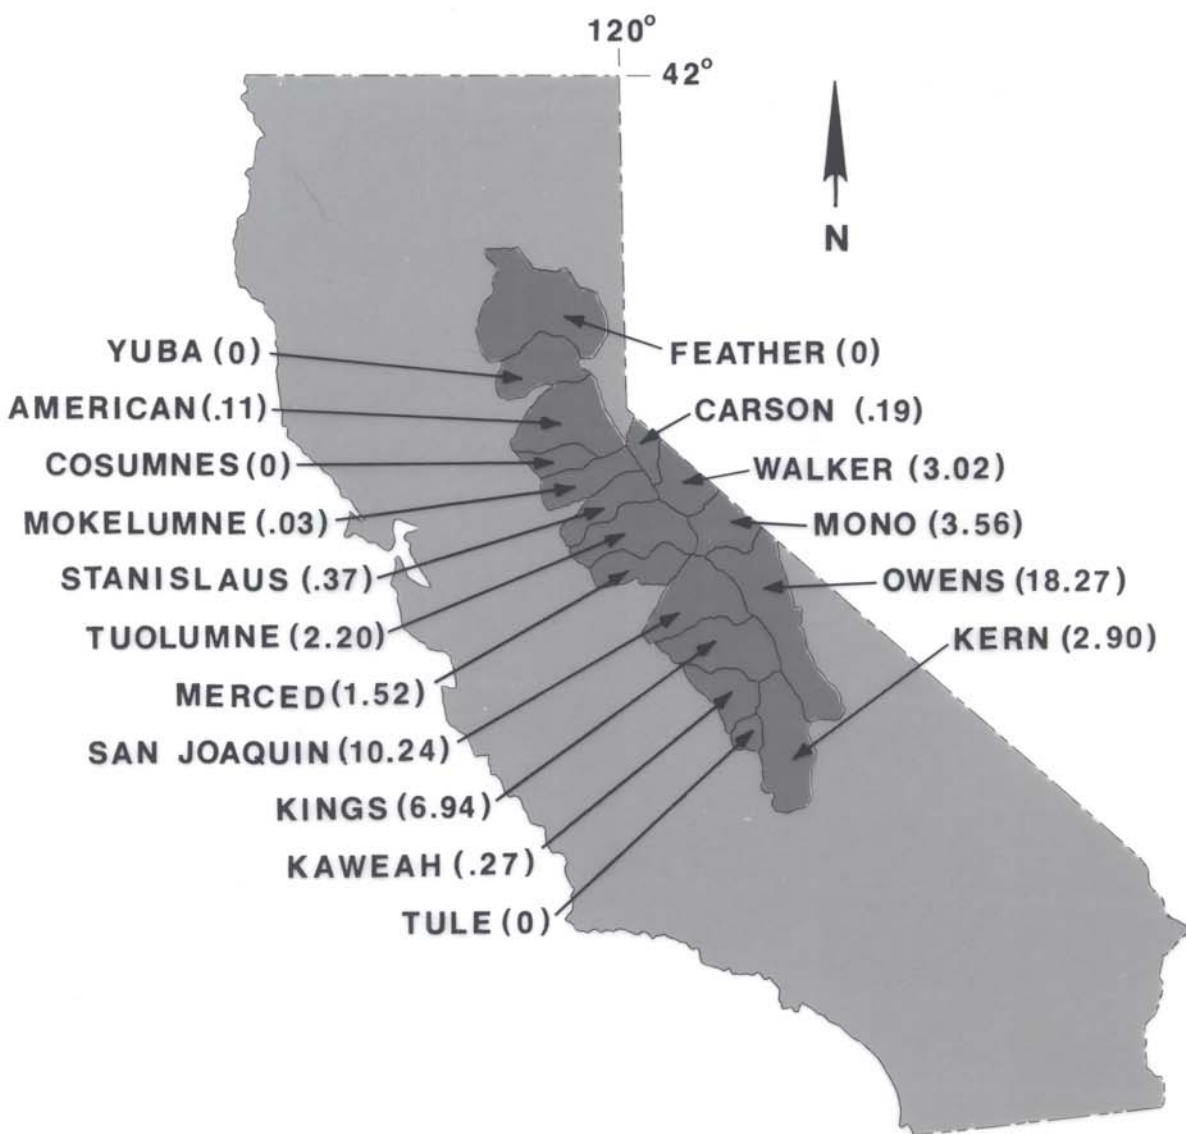 120°
42°
N
YUBA (0)
FEATHER (0)
AMERICAN (.11)
CARSON (.19)
COSUMNES (0)
WALKER (3.02)
MOKELUMNE (.03)
MONO (3.56)
STANISLAUS (.37)
OWENS (18.27)
TUOLUMNE (2.20)
KERN (2.90)
MERCED (1.52)
SAN JOAQUIN (10.24)
KINGS (6.94)
KAWEAH (.27)
TULE (0)